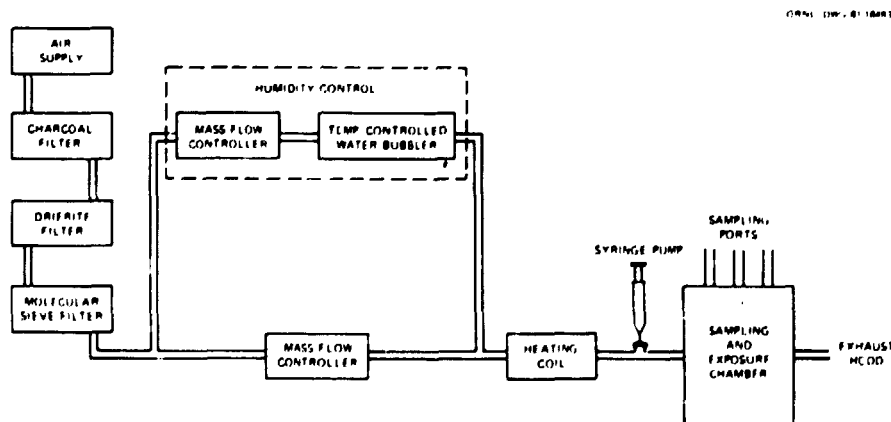 AIR
SUPPLY
CHARCOAL
FILTER
DRIERITE
FILTER
MOLECULAR
SIEVE FILTER
HUMIDITY CONTROL
MASS FLOW
CONTROLLER
TEMP CONTROLLED
WATER BUBBLER
MASS FLOW
CONTROLLER
HEATING
COIL
SYRINGE PUMP
SAMPLING
PORTS
SAMPLING
AND
EXPOSURE
CHAMBER
EXHAUST
HOOD